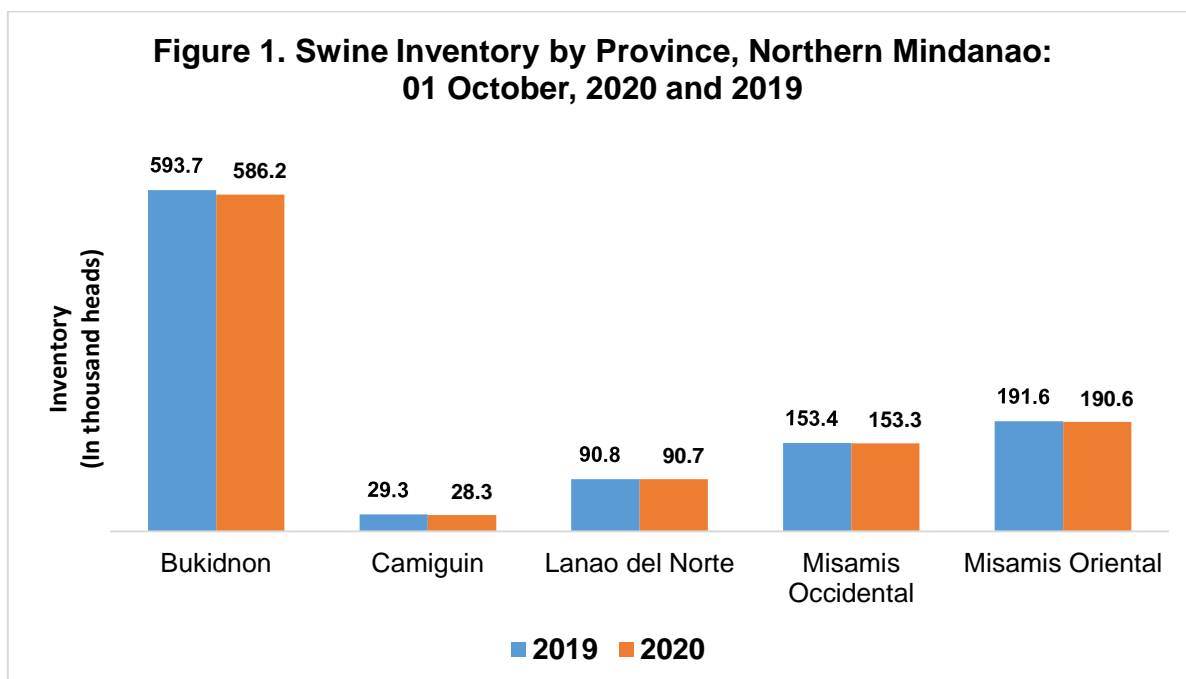 Figure 1. Swine Inventory by Province, Northern Mindanao:
01 October, 2020 and 2019
Inventory
(In thousand heads)
593.7 586.2
29.3 28.3
90.8 90.7
153.4 153.3
191.6 190.6
Bukidnon
Camiguin
Lanao del Norte
Misamis
Occidental
Misamis Oriental
2019 2020